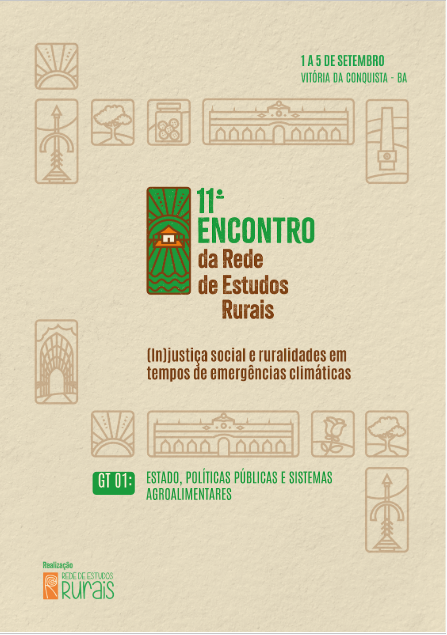 1 A 5 DE SETEMBRO
VITÓRIA DA CONQUISTA - BA
11º
ENCONTRO
da Rede
de Estudos
Rurais
(In)justiça social e ruralidades em
tempos de emergências climáticas
GT 01:
ESTADO, POLÍTICAS PÚBLICAS E SISTEMAS
AGROALIMENTARES
Realização
REDE DE ESTUDOS
RURAIS